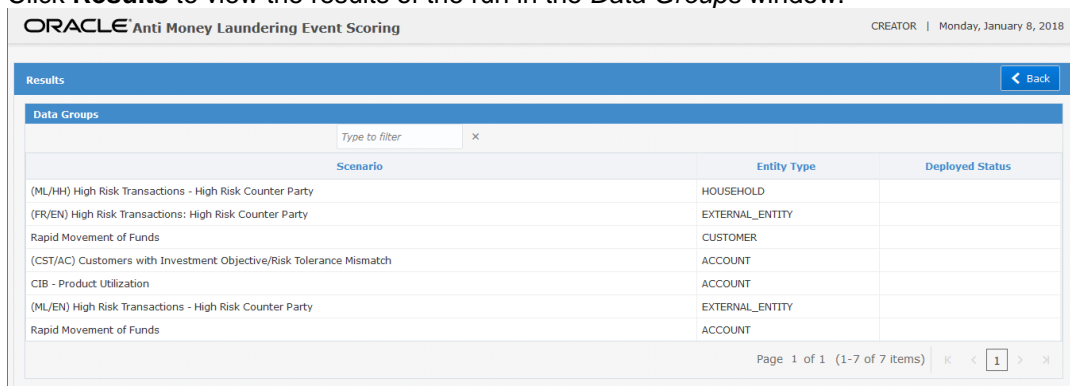 Click Results to view the results of the run in the Data Groups window.
ORACLE Anti Money Laundering Event Scoring
CREATOR | Monday, January 8, 2018
Results
Back
Data Groups
Type to filter ×
Scenario Entity Type Deployed Status
(ML/HH) High Risk Transactions - High Risk Counter Party HOUSEHOLD
(FR/EN) High Risk Transactions: High Risk Counter Party EXTERNAL_ENTITY
Rapid Movement of Funds CUSTOMER
(CST/AC) Customers with Investment Objective/Risk Tolerance Mismatch ACCOUNT
CIB - Product Utilization ACCOUNT
(ML/EN) High Risk Transactions - High Risk Counter Party EXTERNAL_ENTITY
Rapid Movement of Funds ACCOUNT
Page 1 of 1 (1-7 of 7 items) 1